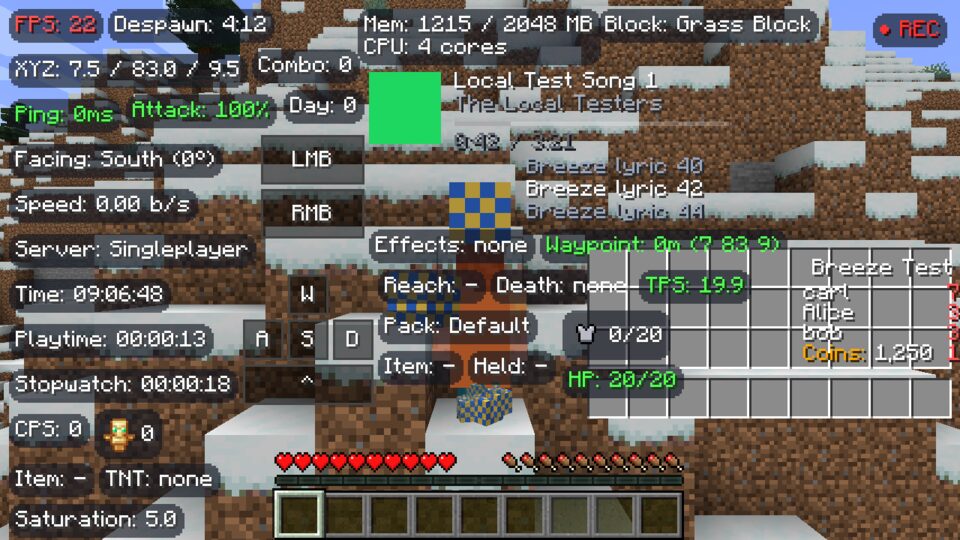 FPS: 22
Despawn: 4:12
Mem: 1215 / 2048 MB
Block: Grass Block
● REC
CPU: 4 cores
XYZ: 7.5 / 83.0 / 9.5
Combo: 0
Local Test Song 1
The Local Testers
Ping: 0ms
Attack: 100%
Day: 0
0:42 / 3:21
Facing: South (0°)
LMB
Breeze lyric 40
Breeze lyric 42
Breeze lyric 44
Speed: 0.00 b/s
RMB
Server: Singleplayer
Effects: none
Waypoint: 0m (7 83 9)
Breeze Test
Time: 09:06:48
W
Reach: -
Death: none
TPS: 19.9
carl
Alice
bob
Playtime: 00:00:13
A
S
D
Pack: Default
0/20
Coins: 1,250
Stopwatch: 00:00:18
^
Item: -
Held: -
HP: 20/20
CPS: 0
0
Item: -
TNT: none
Saturation: 5.0